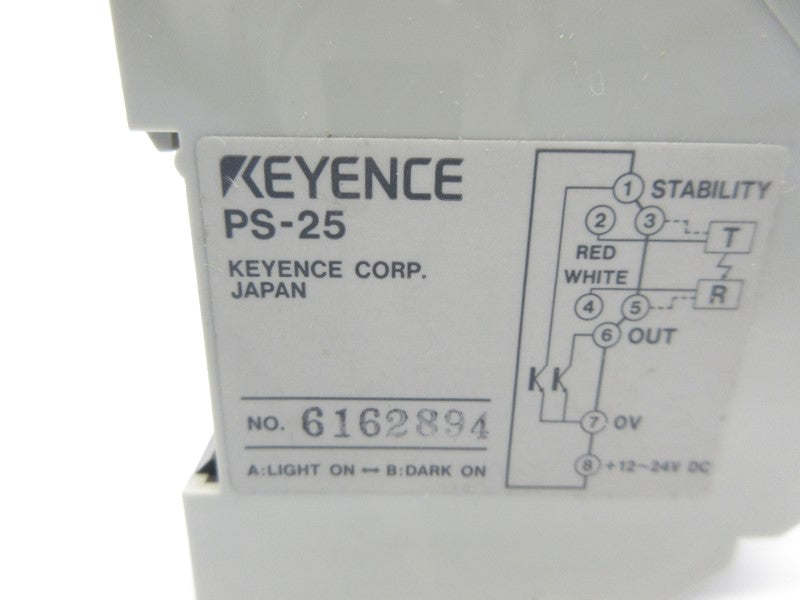 KEYENCE
PS-25
KEYENCE CORP.
JAPAN
NO. 6162894
A:LIGHT ON ↔ B:DARK ON
1 STABILITY
2 3
T
RED
WHITE
R
4 5
6 OUT
7 0V
8 +12~24V DC